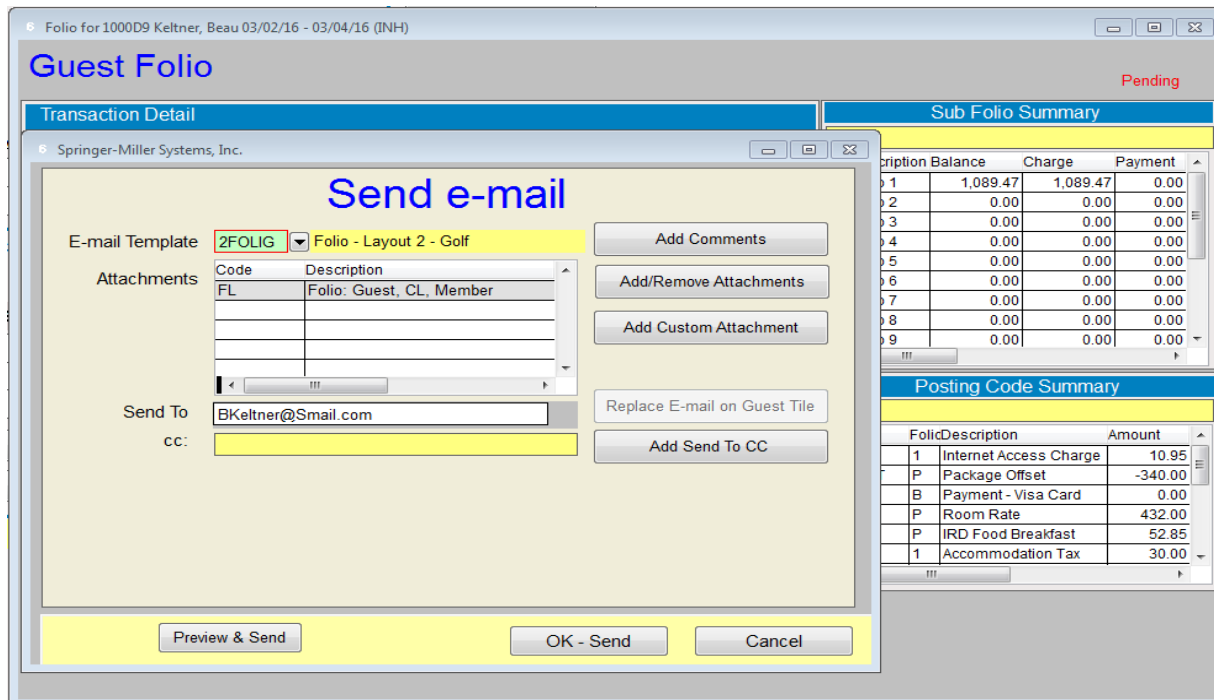 Folio for 1000D9 Keltner, Beau 03/02/16 - 03/04/16 (INH)
Guest Folio
Pending
Transaction Detail
Sub Folio Summary
Springer-Miller Systems, Inc.
Send e-mail
E-mail Template 2FOLIG Folio - Layout 2 - Golf
Attachments
Code Description
FL Folio: Guest, CL, Member
Send To BKeltner@Smail.com
cc:
Add Comments
Add/Remove Attachments
Add Custom Attachment
Replace E-mail on Guest Tile
Add Send To CC
Preview & Send OK - Send Cancel
cription Balance Charge Payment
1 1,089.47 1,089.47 0.00
2 0.00 0.00 0.00
3 0.00 0.00 0.00
4 0.00 0.00 0.00
5 0.00 0.00 0.00
6 0.00 0.00 0.00
7 0.00 0.00 0.00
8 0.00 0.00 0.00
9 0.00 0.00 0.00
Posting Code Summary
Folic Description Amount
1 Internet Access Charge 10.95
P Package Offset -340.00
B Payment - Visa Card 0.00
P Room Rate 432.00
P IRD Food Breakfast 52.85
1 Accommodation Tax 30.00